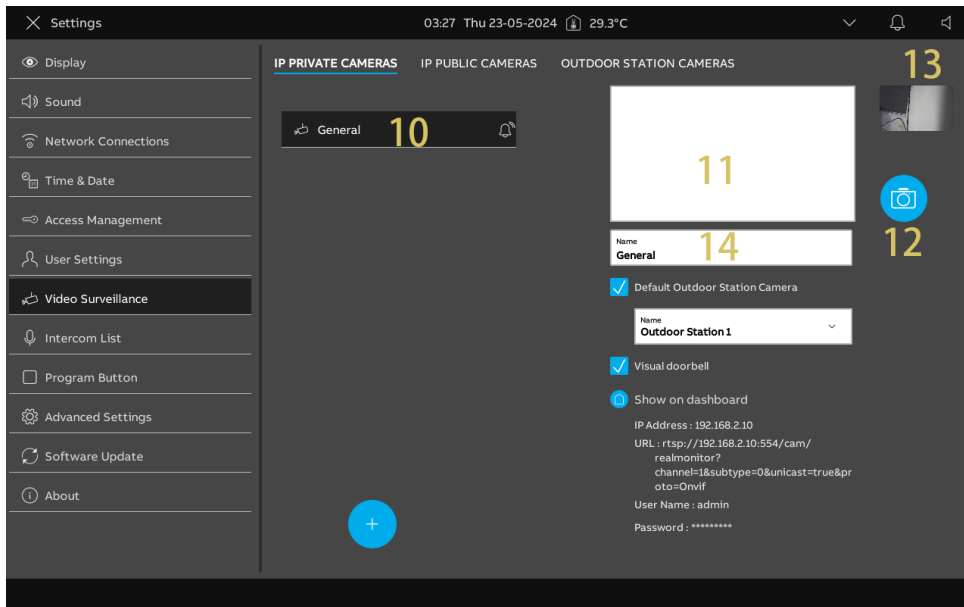 Settings
03:27 Thu 23-05-2024 29.3°C
Display
Sound
Network Connections
Time & Date
Access Management
User Settings
Video Surveillance
Intercom List
Program Button
Advanced Settings
Software Update
About
IP PRIVATE CAMERAS IP PUBLIC CAMERAS OUTDOOR STATION CAMERAS
General 10
+
11
13
12
Name
General 14
Default Outdoor Station Camera
Name
Outdoor Station 1
Visual doorbell
Show on dashboard
IP Address : 192.168.2.10
URL : rtsp://192.168.2.10:554/cam/
realmonitor?
channel=1&subtype=0&unicast=true&pr
oto=Onvif
User Name : admin
Password : *********